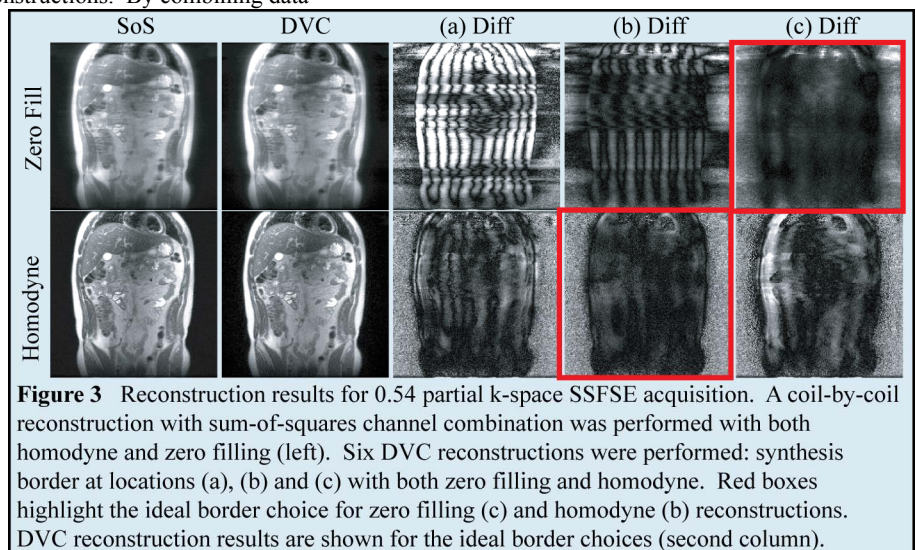 nstructions. By combining data
SoS DVC (a) Diff (b) Diff (c) Diff
Zero Fill
Homodyne
Figure 3 Reconstruction results for 0.54 partial k-space SSFSE acquisition. A coil-by-coil
reconstruction with sum-of-squares channel combination was performed with both
homodyne and zero filling (left). Six DVC reconstructions were performed: synthesis
border at locations (a), (b) and (c) with both zero filling and homodyne. Red boxes
highlight the ideal border choice for zero filling (c) and homodyne (b) reconstructions.
DVC reconstruction results are shown for the ideal border choices (second column).